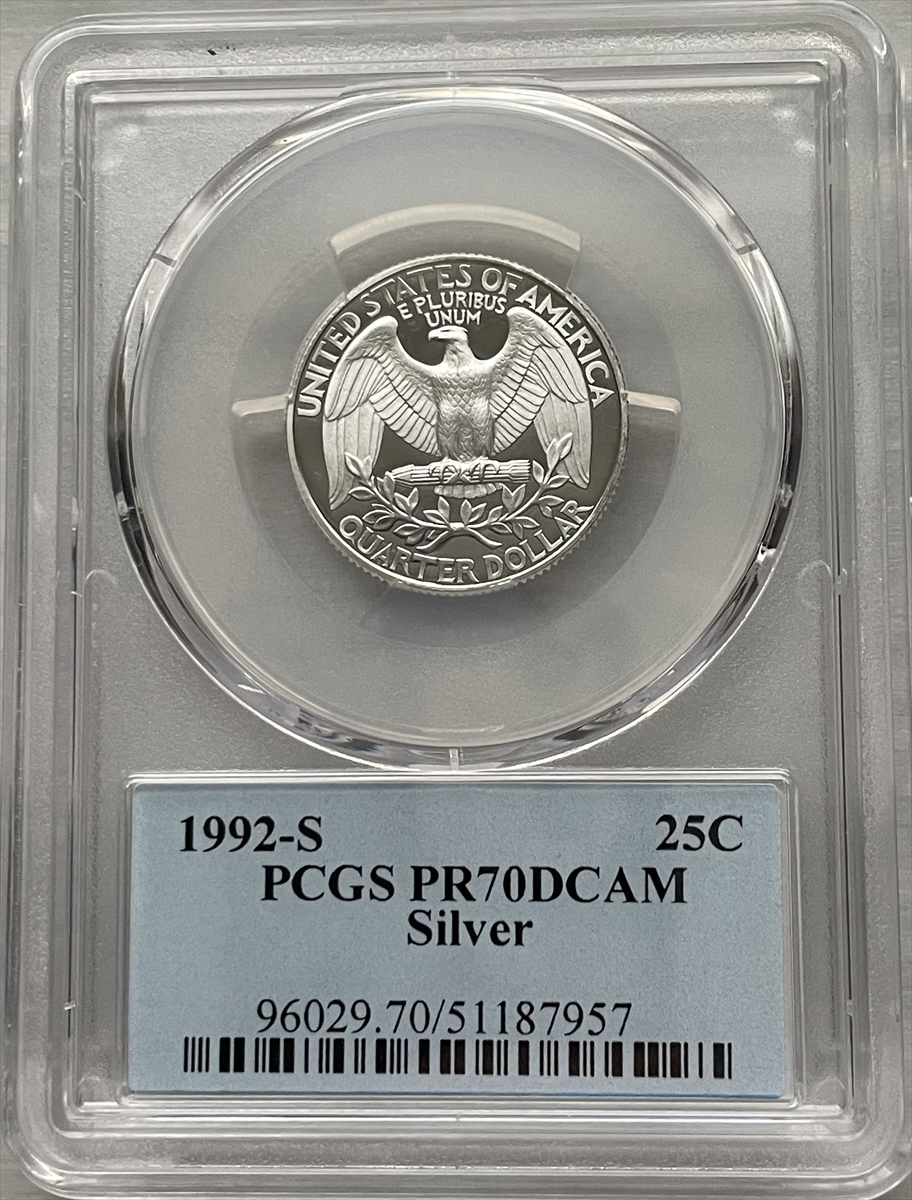 UNITED STATES OF AMERICA
E PLURIBUS
UNUM
QUARTER DOLLAR
1992-S 25C
PCGS PR70DCAM
Silver
96029.70/51187957